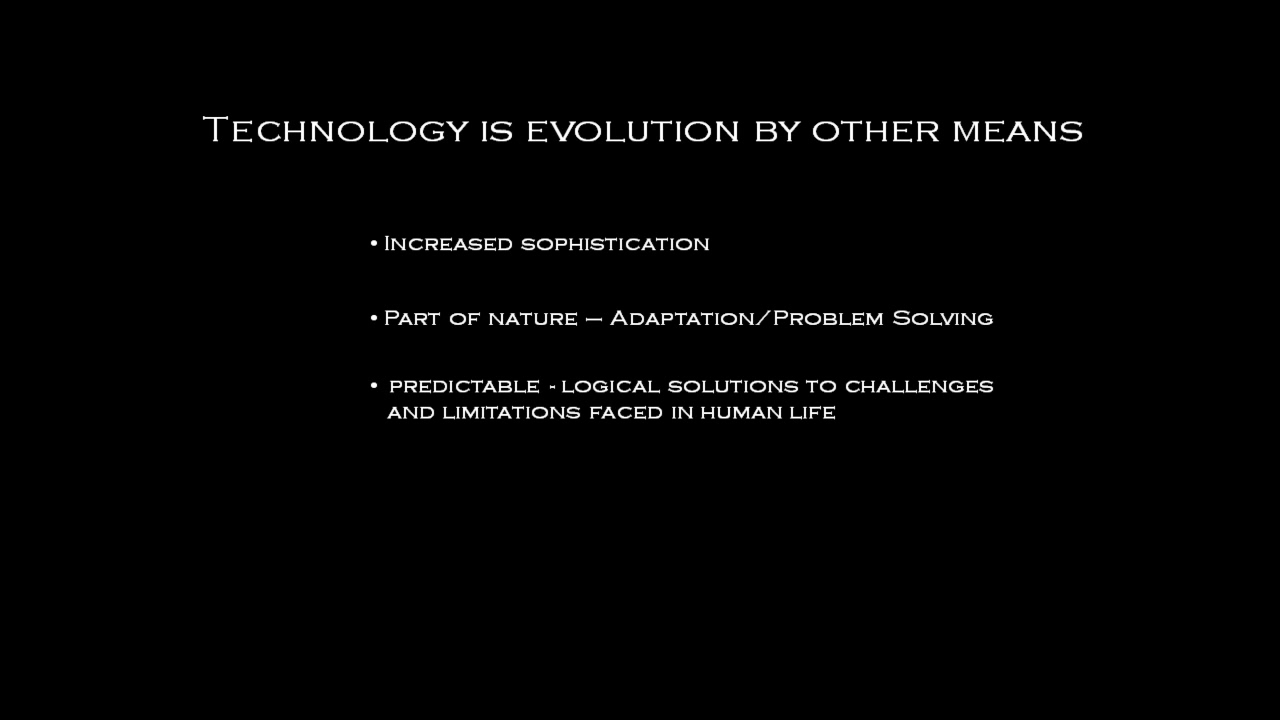 Technology is evolution by other means
• Increased sophistication
• Part of nature – Adaptation/Problem Solving
• predictable - logical solutions to challenges
and limitations faced in human life